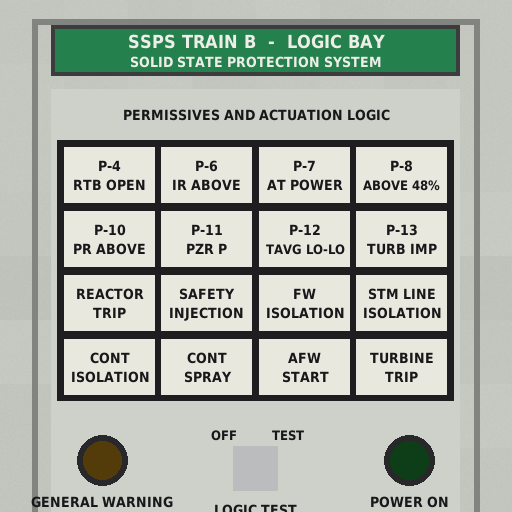 SSPS TRAIN B - LOGIC BAY
SOLID STATE PROTECTION SYSTEM
PERMISSIVES AND ACTUATION LOGIC
P-4
RTB OPEN
P-6
IR ABOVE
P-7
AT POWER
P-8
ABOVE 48%
P-10
PR ABOVE
P-11
PZR P
P-12
TAVG LO-LO
P-13
TURB IMP
REACTOR
TRIP
SAFETY
INJECTION
FW
ISOLATION
STM LINE
ISOLATION
CONT
ISOLATION
CONT
SPRAY
AFW
START
TURBINE
TRIP
OFF TEST
GENERAL WARNING
LOGIC TEST
POWER ON